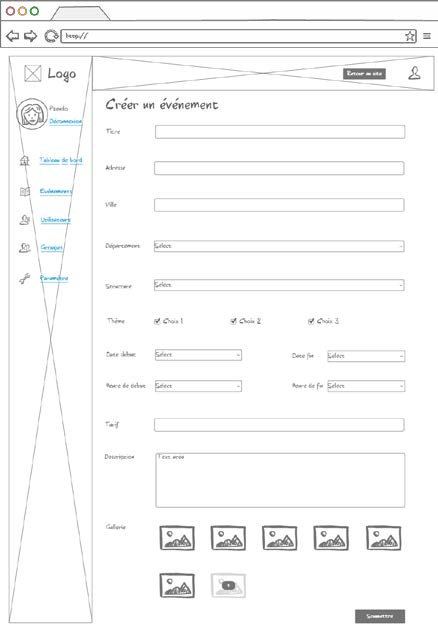 http://
Logo
Retour au site
Pseudo
Déconnexion
Créer un événement
Titre
Tableau de bord
Adresse
Evénements
Ville
Utilisateurs
Groupes
Département
Select
Paramètre
Structure
Select
Thème
Choix 1
Choix 2
Choix 3
Date début
Select
Date fin
Select
Heure de début
Select
Heure de fin
Select
Tarif
Description
Text area
Gallerie
Soumettre